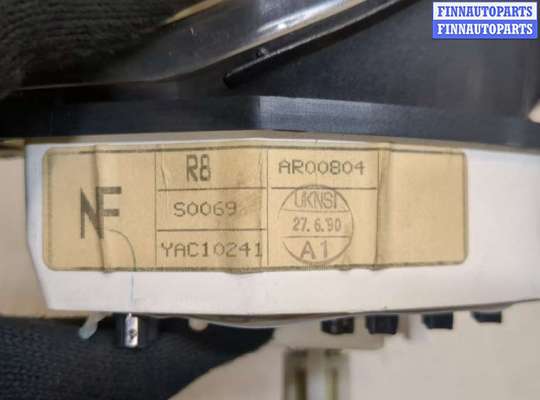 FINNAUTOPARTS
FINNAUTOPARTS
NF
R8
S0069
YAC10241
AR00804
UKNSI
27.6.'90
A1